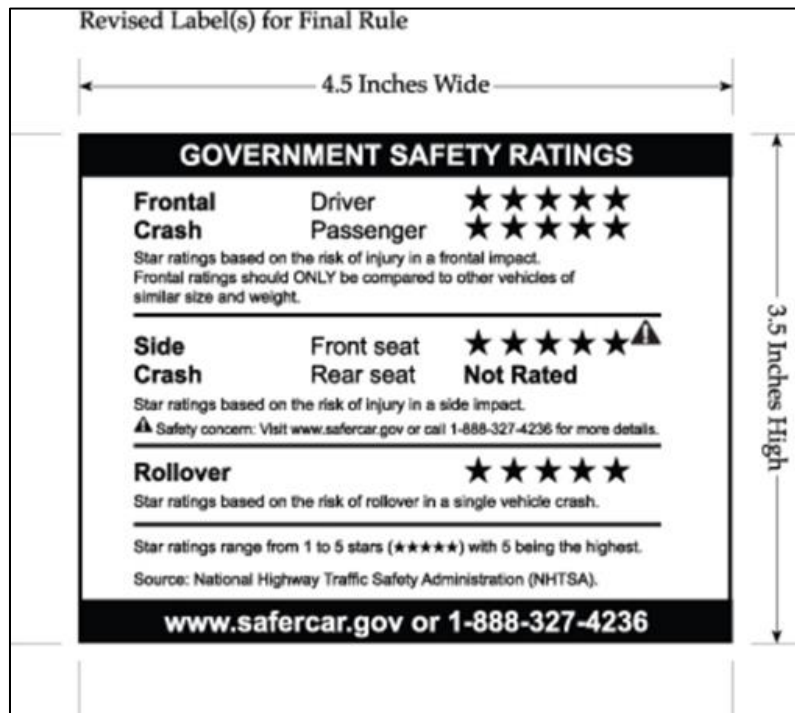 Revised Label(s) for Final Rule
4.5 Inches Wide
GOVERNMENT SAFETY RATINGS
Frontal Driver ★★★★★
Crash Passenger ★★★★★
Star ratings based on the risk of injury in a frontal impact.
Frontal ratings should ONLY be compared to other vehicles of
similar size and weight.
Side Front seat ★★★★★⚠
Crash Rear seat Not Rated
Star ratings based on the risk of injury in a side impact.
⚠ Safety concern: Visit www.safercar.gov or call 1-888-327-4236 for more details.
Rollover ★★★★★
Star ratings based on the risk of rollover in a single vehicle crash.
Star ratings range from 1 to 5 stars (★★★★★) with 5 being the highest.
Source: National Highway Traffic Safety Administration (NHTSA).
www.safercar.gov or 1-888-327-4236
3.5 Inches High